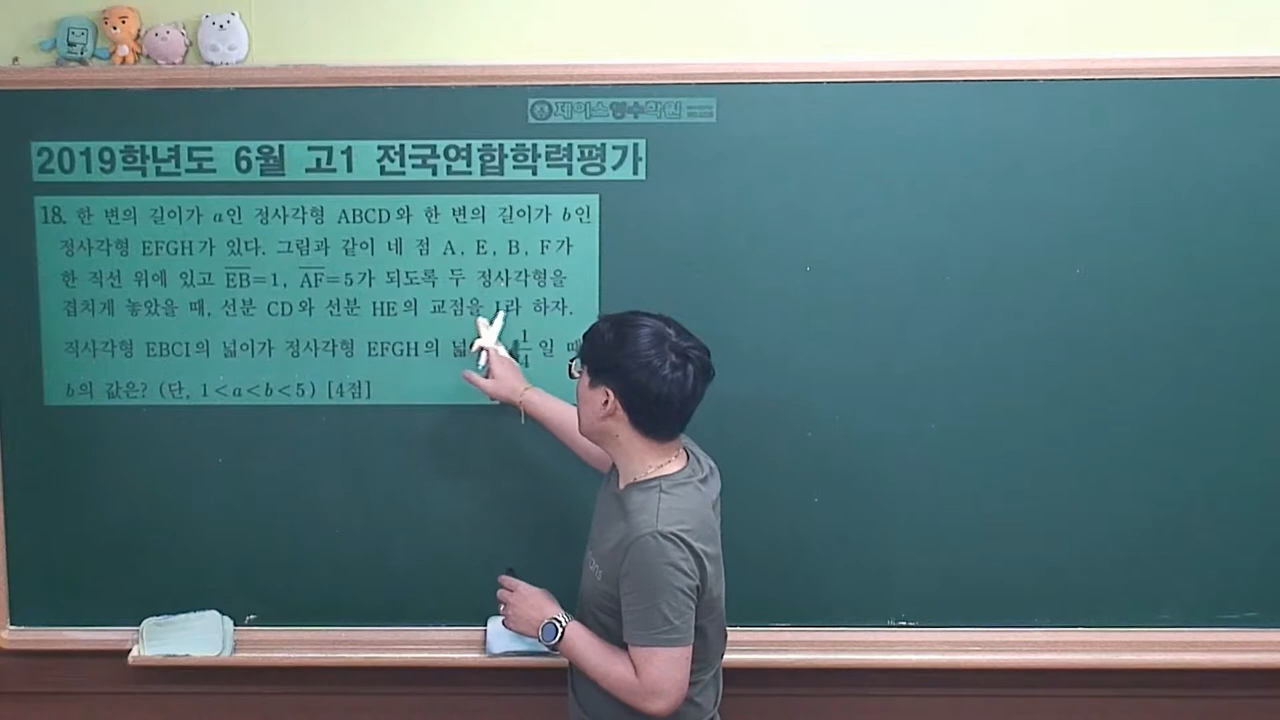 제이스영수학원
2019학년도 6월 고1 전국연합학력평가
18. 한 변의 길이가 a인 정사각형 ABCD와 한 변의 길이가 b인
정사각형 EFGH가 있다. 그림과 같이 네 점 A, E, B, F가
한 직선 위에 있고 EB=1, AF=5가 되도록 두 정사각형을
겹치게 놓았을 때, 선분 CD와 선분 HE의 교점을 I라 하자.
직사각형 EBCI의 넓이가 정사각형 EFGH의 1/4일
b의 값은? (단, 1<a<b<5) [4점]